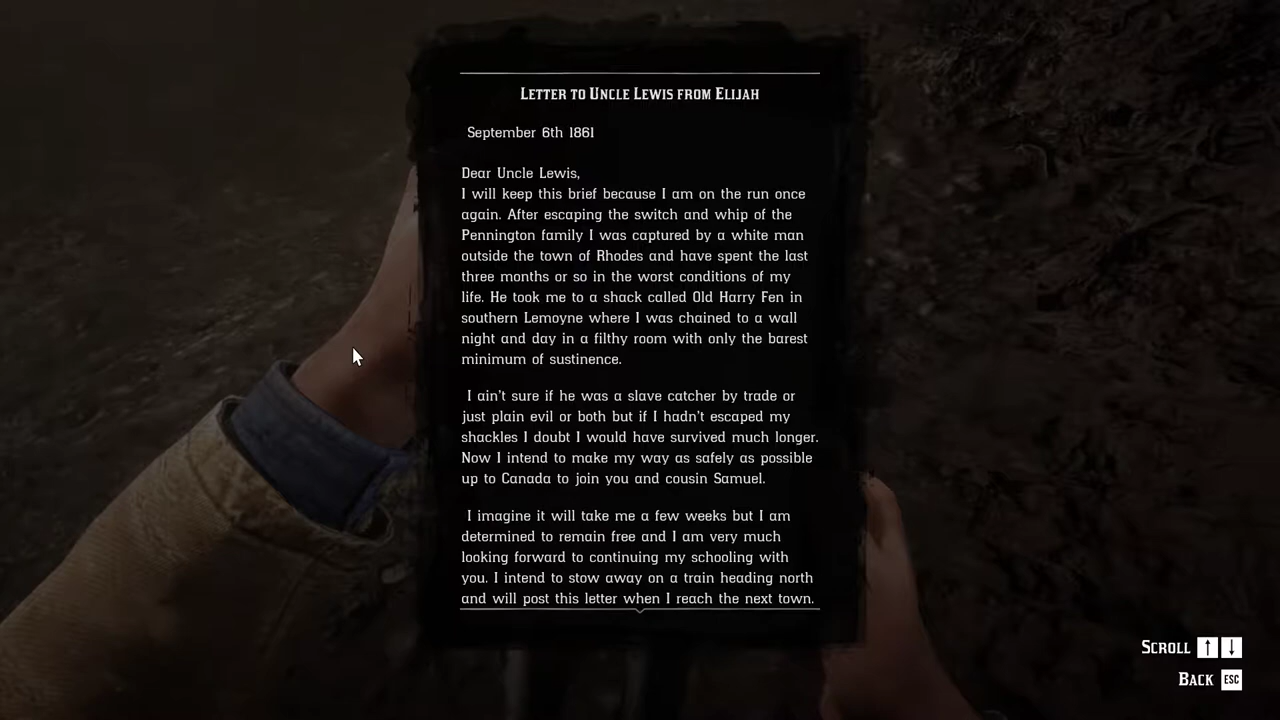 Letter to Uncle Lewis from Elijah
September 6th 1861
Dear Uncle Lewis,
I will keep this brief because I am on the run once
again. After escaping the switch and whip of the
Pennington family I was captured by a white man
outside the town of Rhodes and have spent the last
three months or so in the worst conditions of my
life. He took me to a shack called Old Harry Fen in
southern Lemoyne where I was chained to a wall
night and day in a filthy room with only the barest
minimum of sustinence.
I ain't sure if he was a slave catcher by trade or
just plain evil or both but if I hadn't escaped my
shackles I doubt I would have survived much longer.
Now I intend to make my way as safely as possible
up to Canada to join you and cousin Samuel.
I imagine it will take me a few weeks but I am
determined to remain free and I am very much
looking forward to continuing my schooling with
you. I intend to stow away on a train heading north
and will post this letter when I reach the next town.
Scroll ↑ ↓
Back ESC